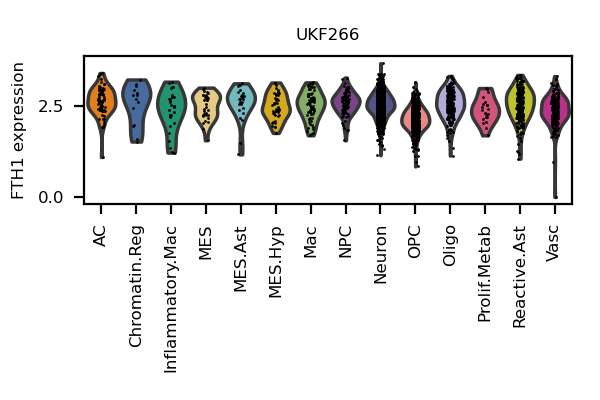 UKF266
FTH1 expression
2.5
0.0
AC
Chromatin.Reg
Inflammatory.Mac
MES
MES.Ast
MES.Hyp
Mac
NPC
Neuron
OPC
Oligo
Prolif.Metab
Reactive.Ast
Vasc